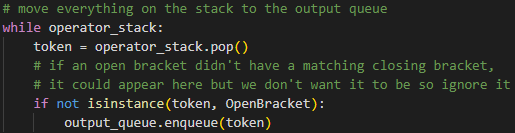 # move everything on the stack to the output queue
while operator_stack:
    token = operator_stack.pop()
    # if an open bracket didn't have a matching closing bracket,
    # it could appear here but we don't want it to be so ignore it
    if not isinstance(token, OpenBracket):
        output_queue.enqueue(token)